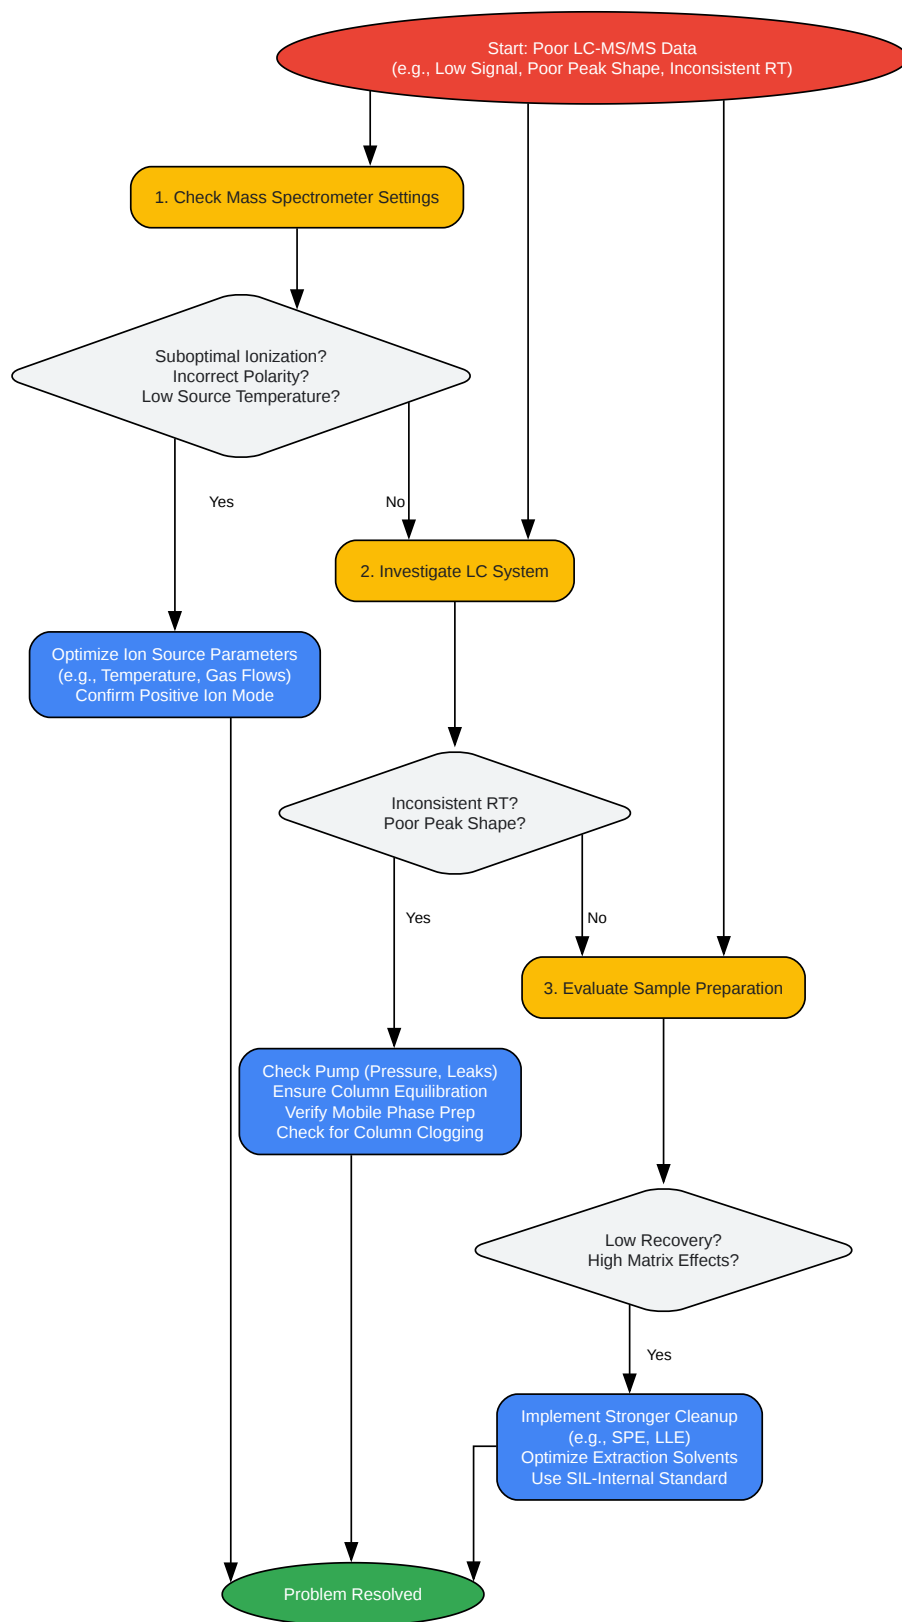 Start: Poor LC-MS/MS Data
(e.g., Low Signal, Poor Peak Shape, Inconsistent RT)
1. Check Mass Spectrometer Settings
Suboptimal Ionization?
Incorrect Polarity?
Low Source Temperature?
Yes
No
2. Investigate LC System
Optimize Ion Source Parameters
(e.g., Temperature, Gas Flows)
Confirm Positive Ion Mode
Inconsistent RT?
Poor Peak Shape?
Yes
No
3. Evaluate Sample Preparation
Check Pump (Pressure, Leaks)
Ensure Column Equilibration
Verify Mobile Phase Prep
Check for Column Clogging
Low Recovery?
High Matrix Effects?
Yes
Implement Stronger Cleanup
(e.g., SPE, LLE)
Optimize Extraction Solvents
Use SIL-Internal Standard
Problem Resolved